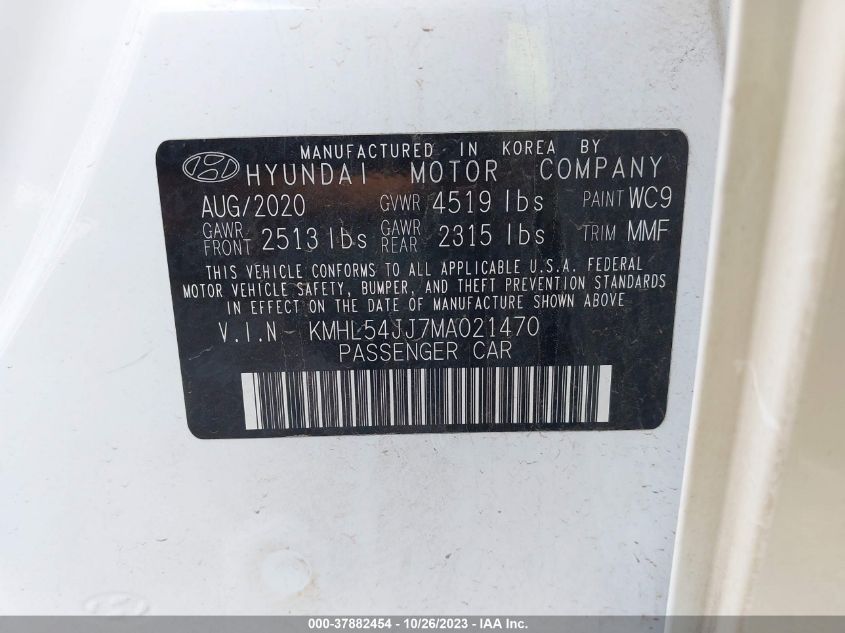 MANUFACTURED IN KOREA BY
HYUNDAI MOTOR COMPANY
AUG/2020 GVWR 4519 lbs PAINT WC9
GAWR FRONT 2513 lbs GAWR REAR 2315 lbs TRIM MMF
THIS VEHICLE CONFORMS TO ALL APPLICABLE U.S.A. FEDERAL
MOTOR VEHICLE SAFETY, BUMPER, AND THEFT PREVENTION STANDARDS
IN EFFECT ON THE DATE OF MANUFACTURE SHOWN ABOVE
V.I.N - KMHL54JJ7MA021470
PASSENGER CAR
000-37882454 - 10/26/2023 - IAA Inc.